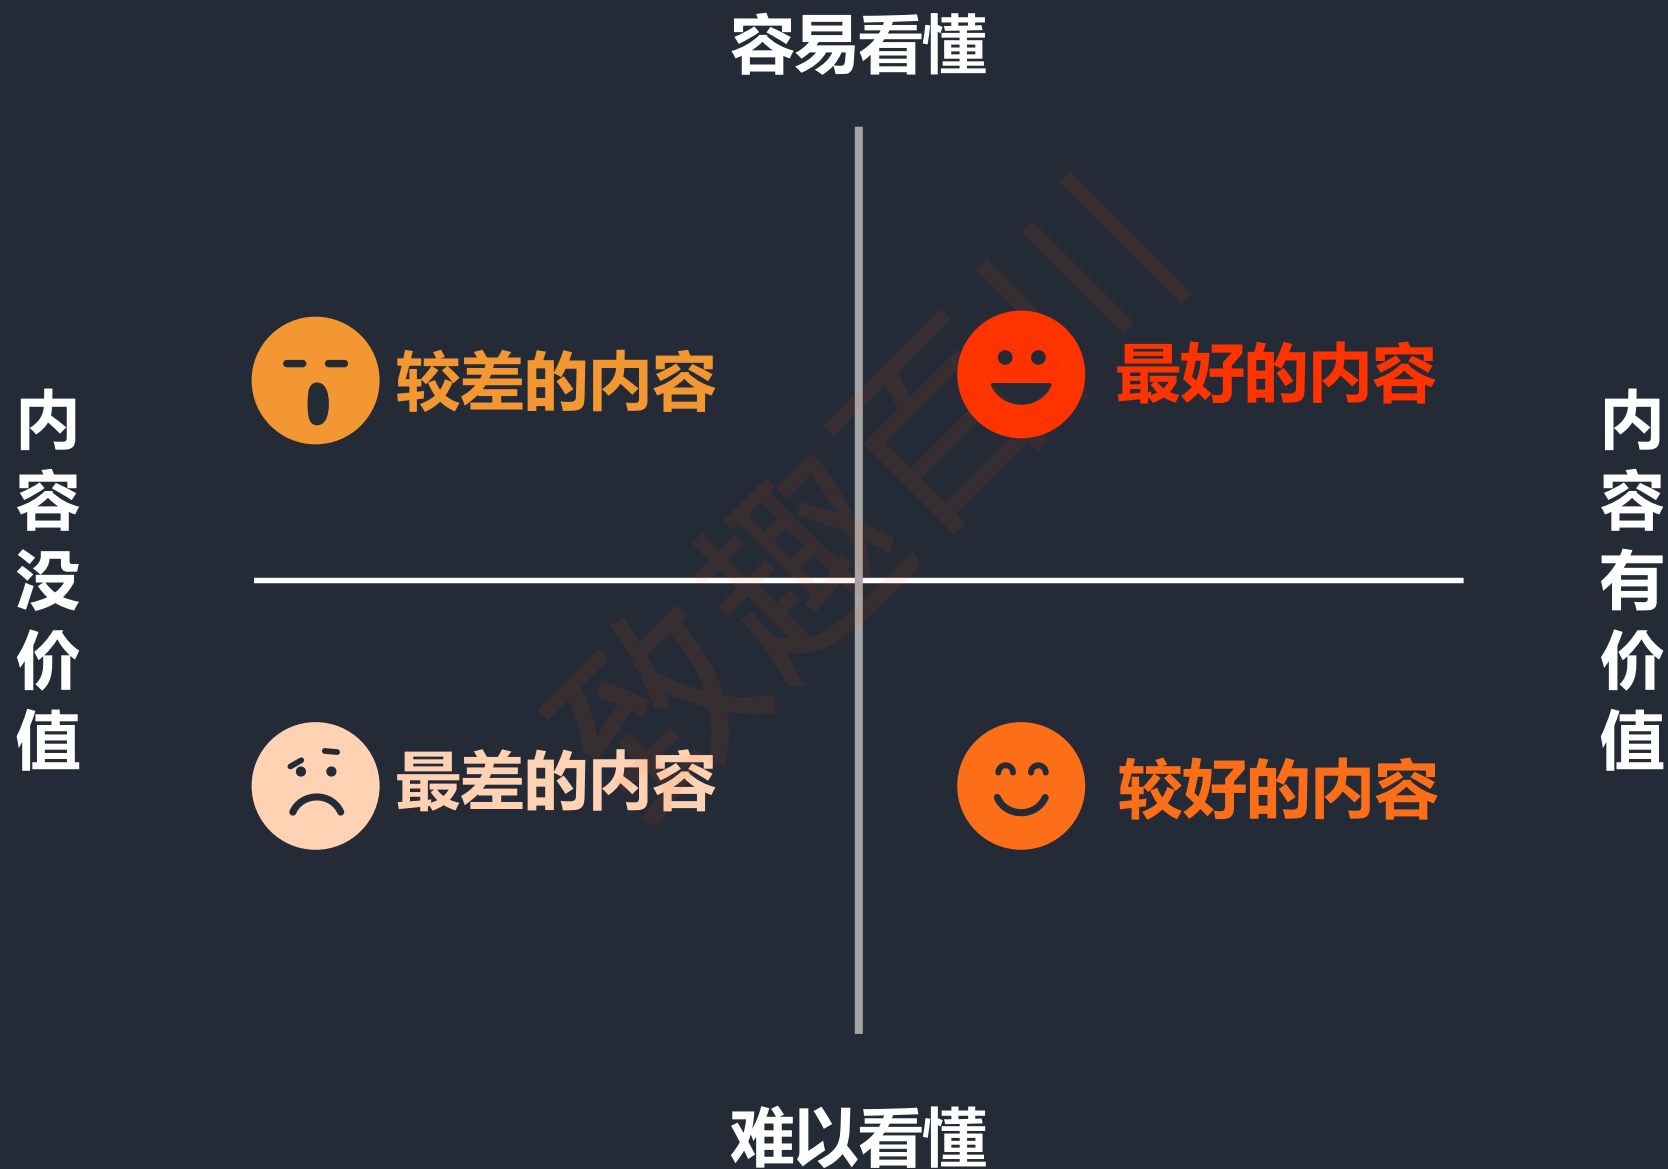 容易看懂
较差的内容
最好的内容
内容没价值
内容有价值
致趣百川
最差的内容
较好的内容
难以看懂